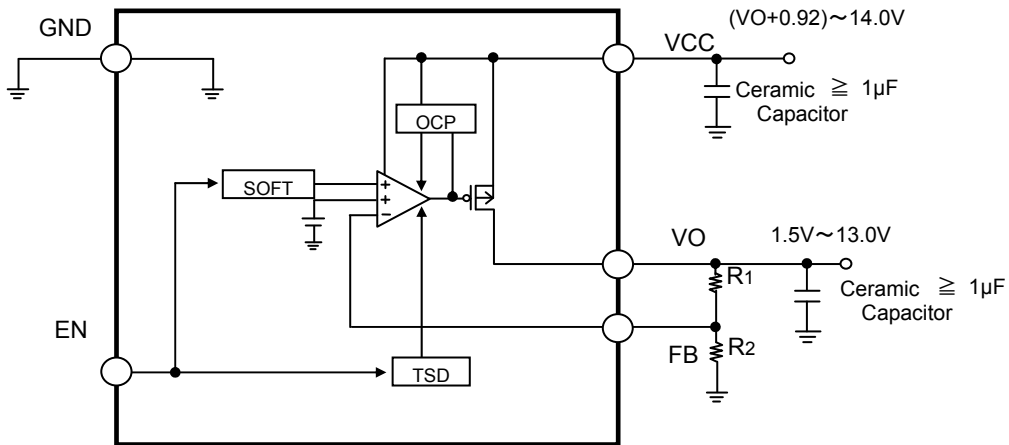 GND
(VO+0.92)～14.0V
VCC
Ceramic ≧ 1µF
Capacitor
OCP
SOFT
+
+
−
VO
1.5V～13.0V
R1
Ceramic ≧ 1µF
Capacitor
EN
FB
R2
TSD